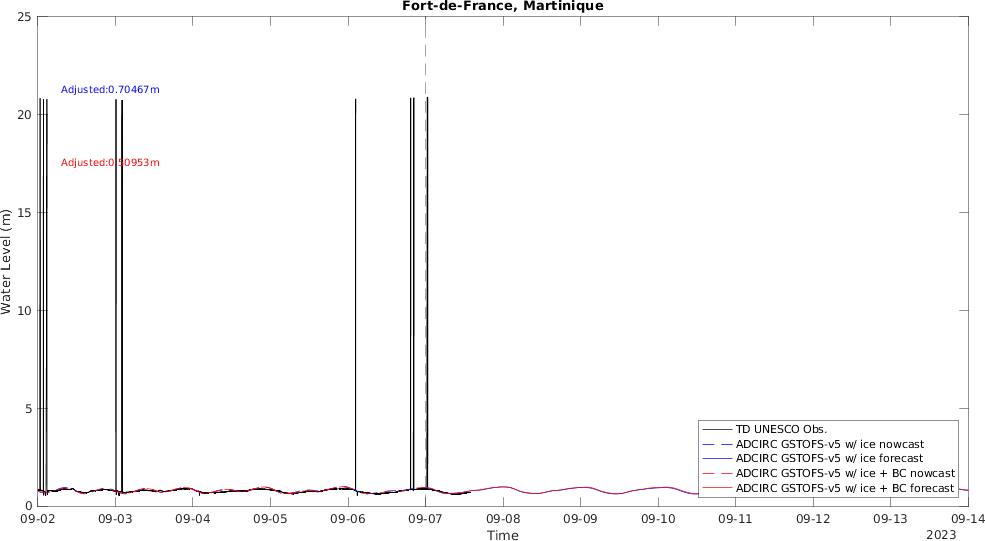 Fort-de-France, Martinique
25
20
15
10
5
0
Water Level (m)
Adjusted:0.70467m
Adjusted:0.50953m
TD UNESCO Obs.
ADCIRC GSTOFS-v5 w/ ice nowcast
ADCIRC GSTOFS-v5 w/ ice forecast
ADCIRC GSTOFS-v5 w/ ice + BC nowcast
ADCIRC GSTOFS-v5 w/ ice + BC forecast
09-02 09-03 09-04 09-05 09-06 09-07 09-08 09-09 09-10 09-11 09-12 09-13 09-14
Time
2023